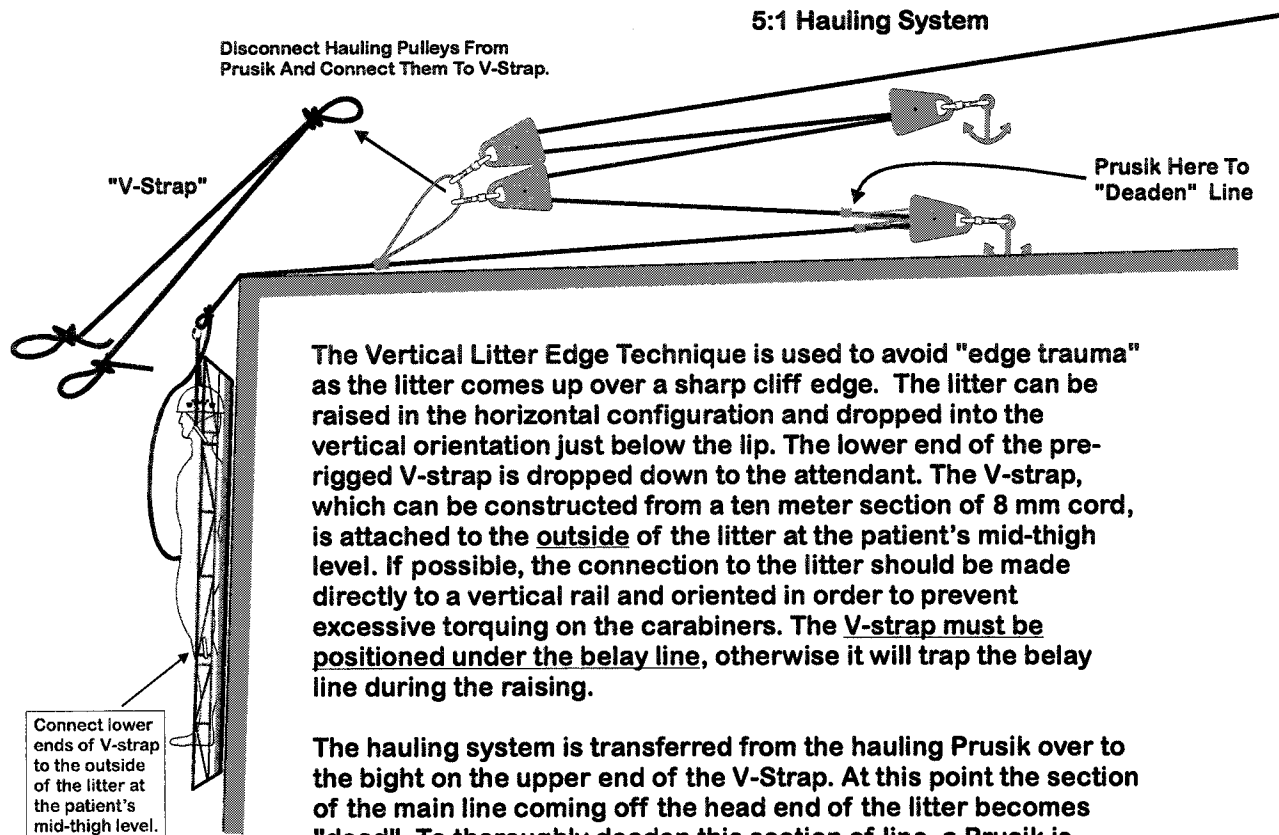 5:1 Hauling System
Disconnect Hauling Pulleys From
Prusik And Connect Them To V-Strap.
"V-Strap"
Prusik Here To
"Deaden" Line
The Vertical Litter Edge Technique is used to avoid "edge trauma"
as the litter comes up over a sharp cliff edge. The litter can be
raised in the horizontal configuration and dropped into the
vertical orientation just below the lip. The lower end of the pre-
rigged V-strap is dropped down to the attendant. The V-strap,
which can be constructed from a ten meter section of 8 mm cord,
is attached to the outside of the litter at the patient's mid-thigh
level. If possible, the connection to the litter should be made
directly to a vertical rail and oriented in order to prevent
excessive torquing on the carabiners. The V-strap must be
positioned under the belay line, otherwise it will trap the belay
line during the raising.
Connect lower
ends of V-strap
to the outside
of the litter at
the patient's
mid-thigh level.
The hauling system is transferred from the hauling Prusik over to
the bight on the upper end of the V-Strap. At this point the section
of the main line coming off the head end of the litter becomes
"dead". To thoroughly deaden this section of line, a Prusik is